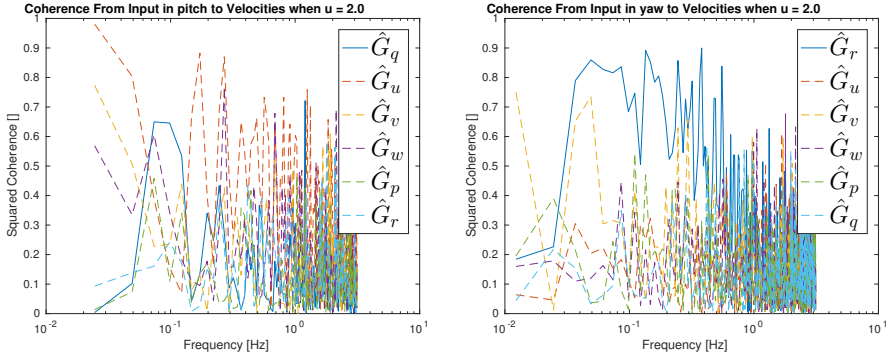 Coherence From Input in pitch to Velocities when u = 2.0
1
0.9
0.8
0.7
0.6
0.5
0.4
0.3
0.2
0.1
0
Squared Coherence []
10^-2
10^-1
10^0
10^1
Frequency [Hz]
Ĝ_q
Ĝ_u
Ĝ_v
Ĝ_w
Ĝ_p
Ĝ_r
Coherence From Input in yaw to Velocities when u = 2.0
1
0.9
0.8
0.7
0.6
0.5
0.4
0.3
0.2
0.1
0
Squared Coherence []
10^-2
10^-1
10^0
10^1
Frequency [Hz]
Ĝ_r
Ĝ_u
Ĝ_v
Ĝ_w
Ĝ_p
Ĝ_q